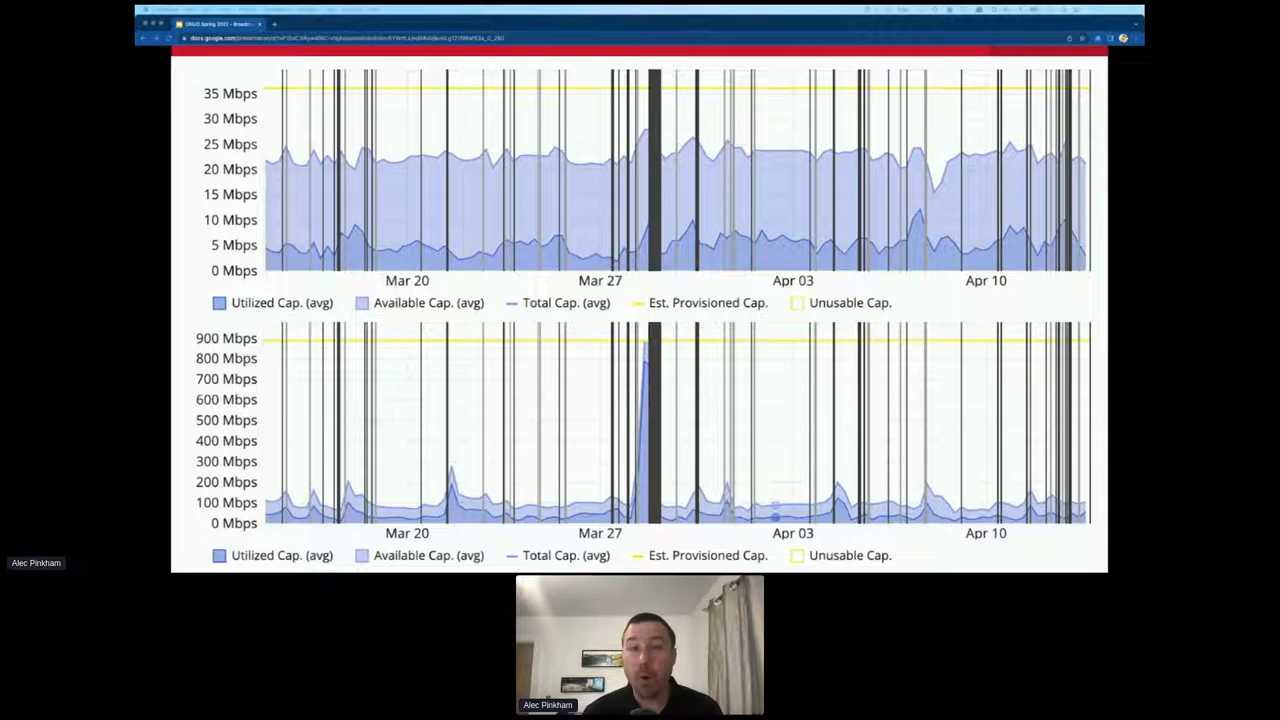 ONUG Spring 2022 - Broadcom
35 Mbps
30 Mbps
25 Mbps
20 Mbps
15 Mbps
10 Mbps
5 Mbps
0 Mbps
Mar 20 Mar 27 Apr 03 Apr 10
Utilized Cap. (avg) Available Cap. (avg) Total Cap. (avg) Est. Provisioned Cap. Unusable Cap.
900 Mbps
800 Mbps
700 Mbps
600 Mbps
500 Mbps
400 Mbps
300 Mbps
200 Mbps
100 Mbps
0 Mbps
Mar 20 Mar 27 Apr 03 Apr 10
Utilized Cap. (avg) Available Cap. (avg) Total Cap. (avg) Est. Provisioned Cap. Unusable Cap.
Alec Pinkham
Alec Pinkham